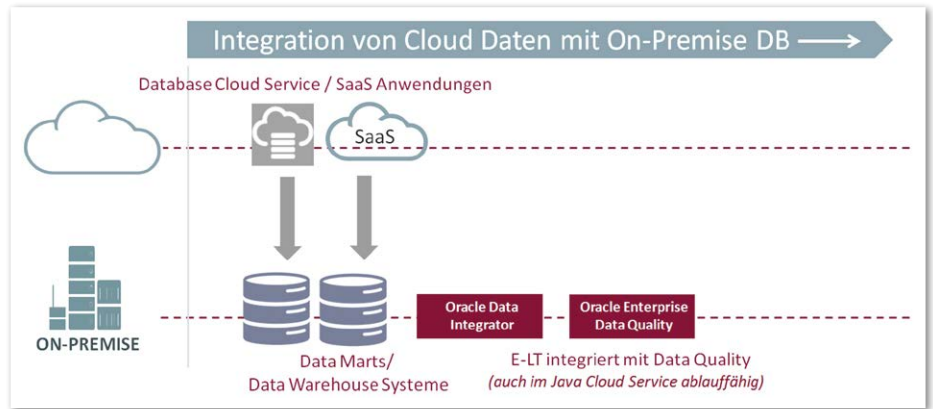 Integration von Cloud Daten mit On-Premise DB
Database Cloud Service / SaaS Anwendungen
SaaS
ON-PREMISE
Oracle Data
Integrator
Oracle Enterprise
Data Quality
Data Marts/
Data Warehouse Systeme
E-LT integriert mit Data Quality
(auch im Java Cloud Service ablauffähig)